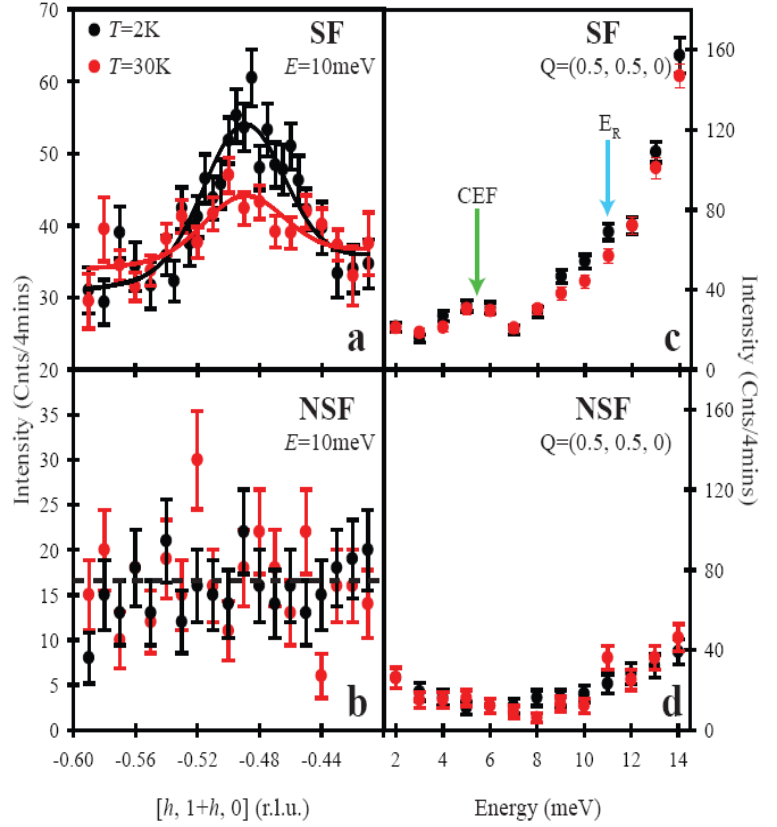 70
60
50
40
30
20
T=2K
T=30K
SF
E=10meV
a
SF
Q=(0.5, 0.5, 0)
CEF
E_R
c
160
120
80
40
0
Intensity (Cnts/4mins)
Intensity (Cnts/4mins)
35
30
25
20
15
10
5
0
NSF
E=10meV
b
NSF
Q=(0.5, 0.5, 0)
d
160
120
80
40
0
-0.60 -0.56 -0.52 -0.48 -0.44
2 4 6 8 10 12 14
[h, 1+h, 0] (r.l.u.)
Energy (meV)